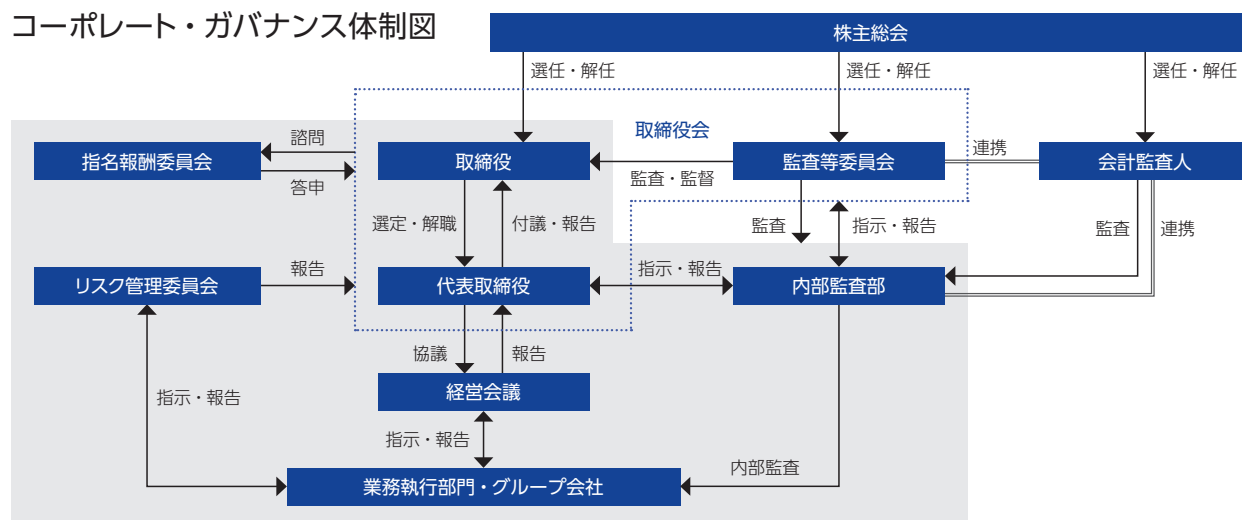 コーポレート・ガバナンス体制図
株主総会
選任・解任
選任・解任
選任・解任
取締役会
諮問
指名報酬委員会
答申
取締役
監査・監督
監査等委員会
連携
会計監査人
選定・解職
付議・報告
監査
指示・報告
監査
連携
リスク管理委員会
報告
代表取締役
指示・報告
内部監査部
協議
報告
経営会議
指示・報告
指示・報告
内部監査
業務執行部門・グループ会社